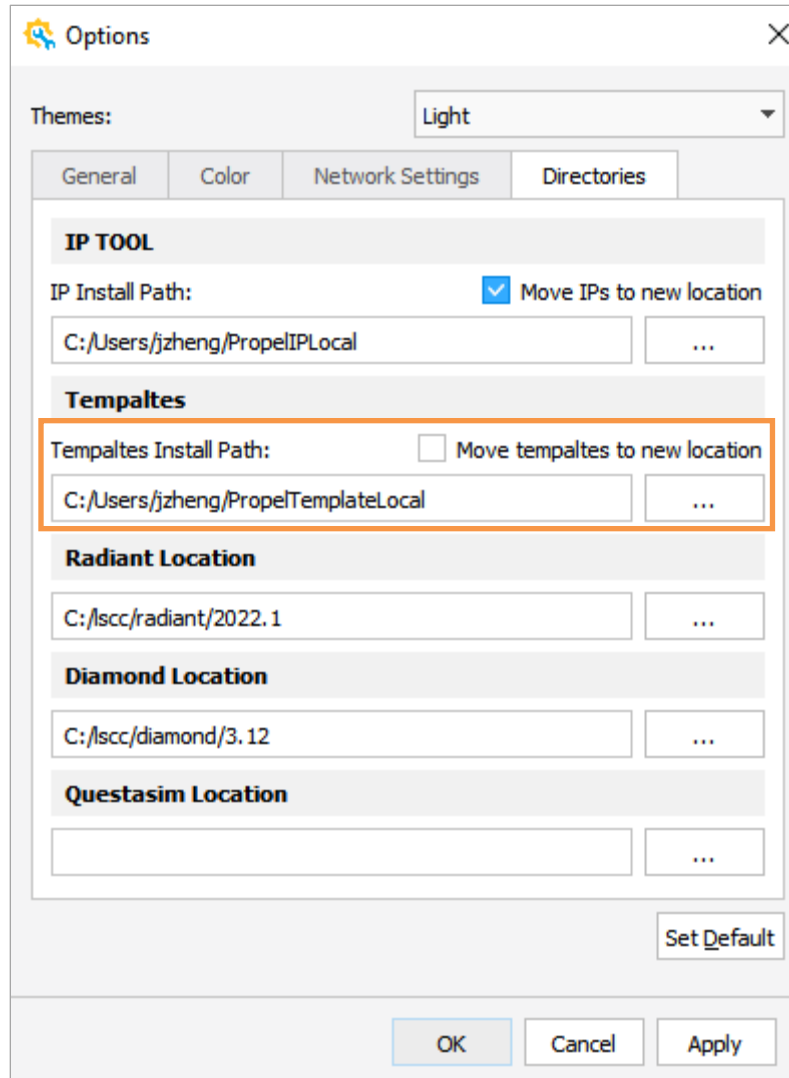 Options
Themes: Light
General Color Network Settings Directories
IP TOOL
IP Install Path: Move IPs to new location
C:/Users/jzheng/PropelIPLocal ...
Tempaltes
Tempaltes Install Path: Move tempaltes to new location
C:/Users/jzheng/PropelTemplateLocal ...
Radiant Location
C:/lscc/radiant/2022.1 ...
Diamond Location
C:/lscc/diamond/3.12 ...
Questasim Location
...
Set Default
OK Cancel Apply